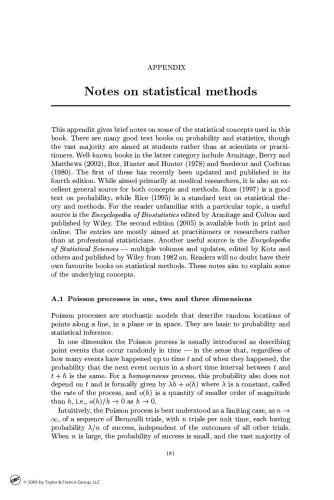 APPENDIX
Notes on statistical methods
This appendix gives brief notes on some of the statistical concepts used in this
book. There are many good text books on probability and statistics, though
the vast majority are aimed at students rather than at scientists or practi-
tioners. Well-known books in the latter category include Armitage, Berry and
Matthews (2002), Box, Hunter and Hunter (1978) and Snedecor and Cochran
(1980). The first of these has recently been updated and published in its
fourth edition. While aimed primarily at medical researchers, it is also an ex-
cellent general source for both concepts and methods. Ross (1997) is a good
text on probability, while Rice (1995) is a standard text on statistical the-
ory and methods. For the reader unfamiliar with a particular topic, a useful
source is the Encyclopedia of Biostatistics edited by Armitage and Colton and
published by Wiley. The second edition (2005) is available both in print and
online. The entries are mostly aimed at practitioners or researchers rather
than at professional statisticians. Another useful source is the Encyclopedia
of Statistical Sciences — multiple volumes and updates, edited by Kotz and
others and published by Wiley from 1982 on. Readers will no doubt have their
own favourite books on statistical methods. These notes aim to explain some
of the underlying concepts.
A.1 Poisson processes in one, two and three dimensions
Poisson processes are stochastic models that describe random locations of
points along a line, in a plane or in space. They are basic to probability and
statistical inference.
In one dimension the Poisson process is usually introduced as describing
point events that occur randomly in time — in the sense that, regardless of
how many events have happened up to time t and of when they happened, the
probability that the next event occurs in a short time interval between t and
t + h is the same. For a homogeneous process, this probability also does not
depend on t and is formally given by λh + o(h) where λ is a constant, called
the rate of the process, and o(h) is a quantity of smaller order of magnitude
than h, i.e., o(h)/h → 0 as h → 0.
Intuitively, the Poisson process is best understood as a limiting case, as n →
∞, of a sequence of Bernoulli trials, with n trials per unit time, each having
probability λ/n of success, independent of the outcomes of all other trials.
When n is large, the probability of success is small, and the vast majority of
181
© 2005 by Taylor & Francis Group, LLC